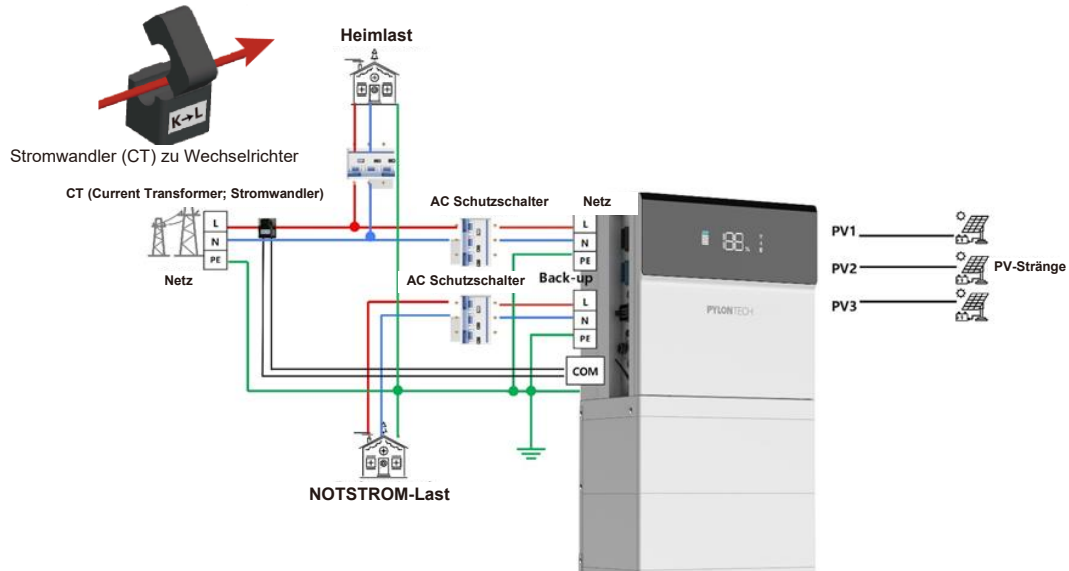 Heimlast
K→L
Stromwandler (CT) zu Wechselrichter
CT (Current Transformer; Stromwandler)
L
N
PE
Netz
AC Schutzschalter
Netz
L
N
PE
AC Schutzschalter
Back-up
L
N
PE
COM
NOTSTROM-Last
PYLONTECH
PV1
PV2
PV3
PV-Stränge